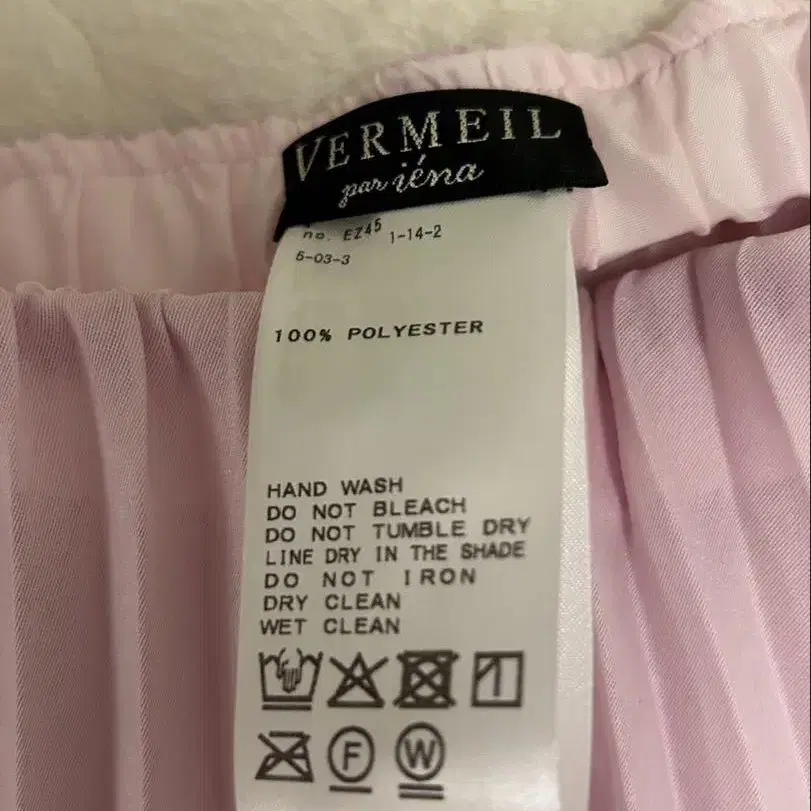 VERMEIL
par iéna
no. EZ45 1-14-2
5-03-3
100% POLYESTER
HAND WASH
DO NOT BLEACH
DO NOT TUMBLE DRY
LINE DRY IN THE SHADE
DO NOT IRON
DRY CLEAN
WET CLEAN
F W